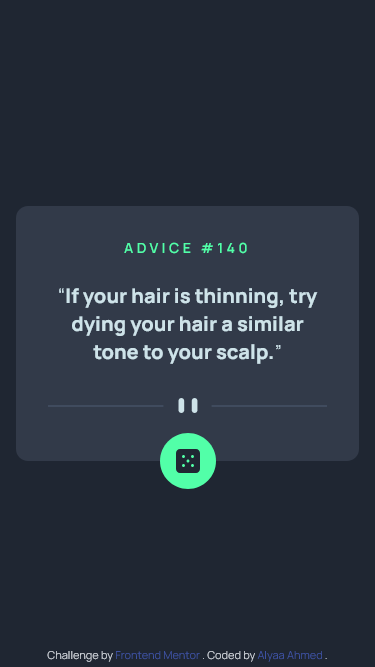 ADVICE #140
“If your hair is thinning, try
dying your hair a similar
tone to your scalp.”
Challenge by Frontend Mentor . Coded by Alyaa Ahmed .